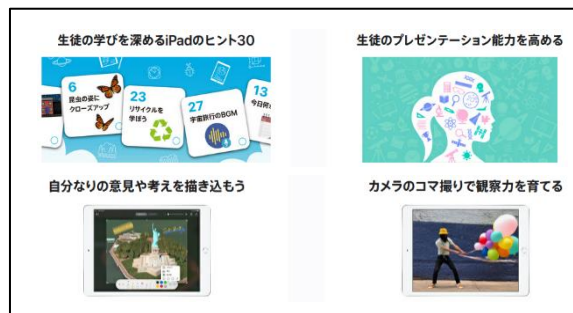 生徒の学びを深めるiPadのヒント30
生徒のプレゼンテーション能力を高める
6
昆虫の姿に
クローズアップ
23
リサイクルを
学ぼう
27
宇宙旅行のBGM
13
今日何
自分なりの意見や考えを描き込もう
カメラのコマ撮りで観察力を育てる